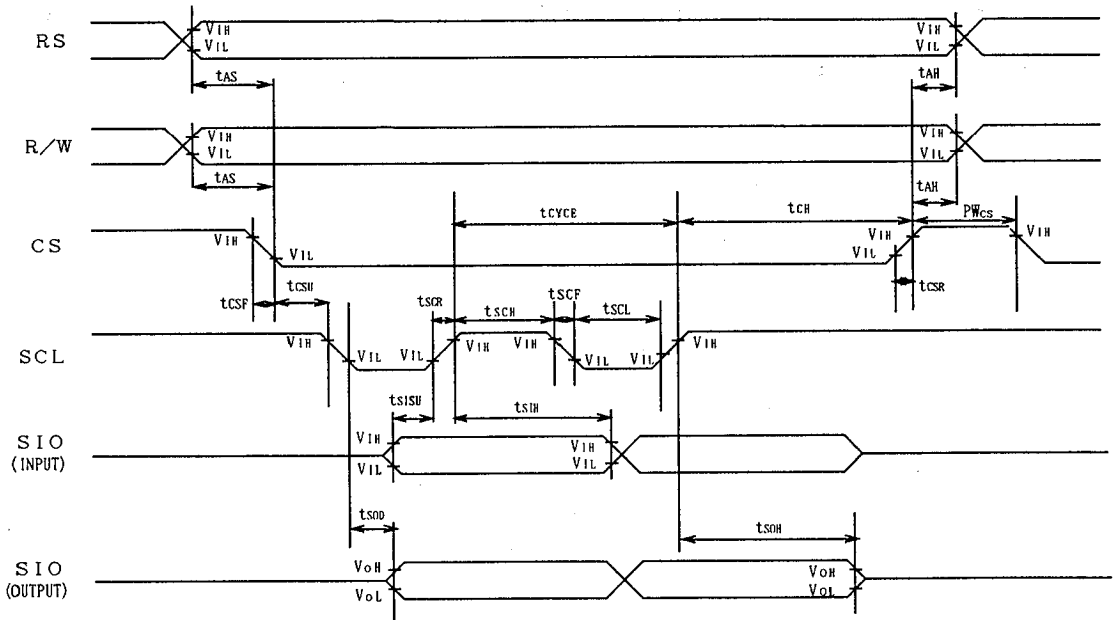 RS VIH VIL VIH VIL
tAS tAH
R/W VIH VIL VIH VIL
tAS tAH
tCYCE tCH PWCS
CS VIH VIL VIH VIL VIH
tCSF tCSU tSCR tSCH tSCF tSCL tCSR
SCL VIH VIL VIL VIH VIH VIL VIL VIH
tSISU tSIH
SIO (INPUT) VIH VIL VIH VIL
tSOD tSOH
SIO (OUTPUT) VOH VOL VOH VOL